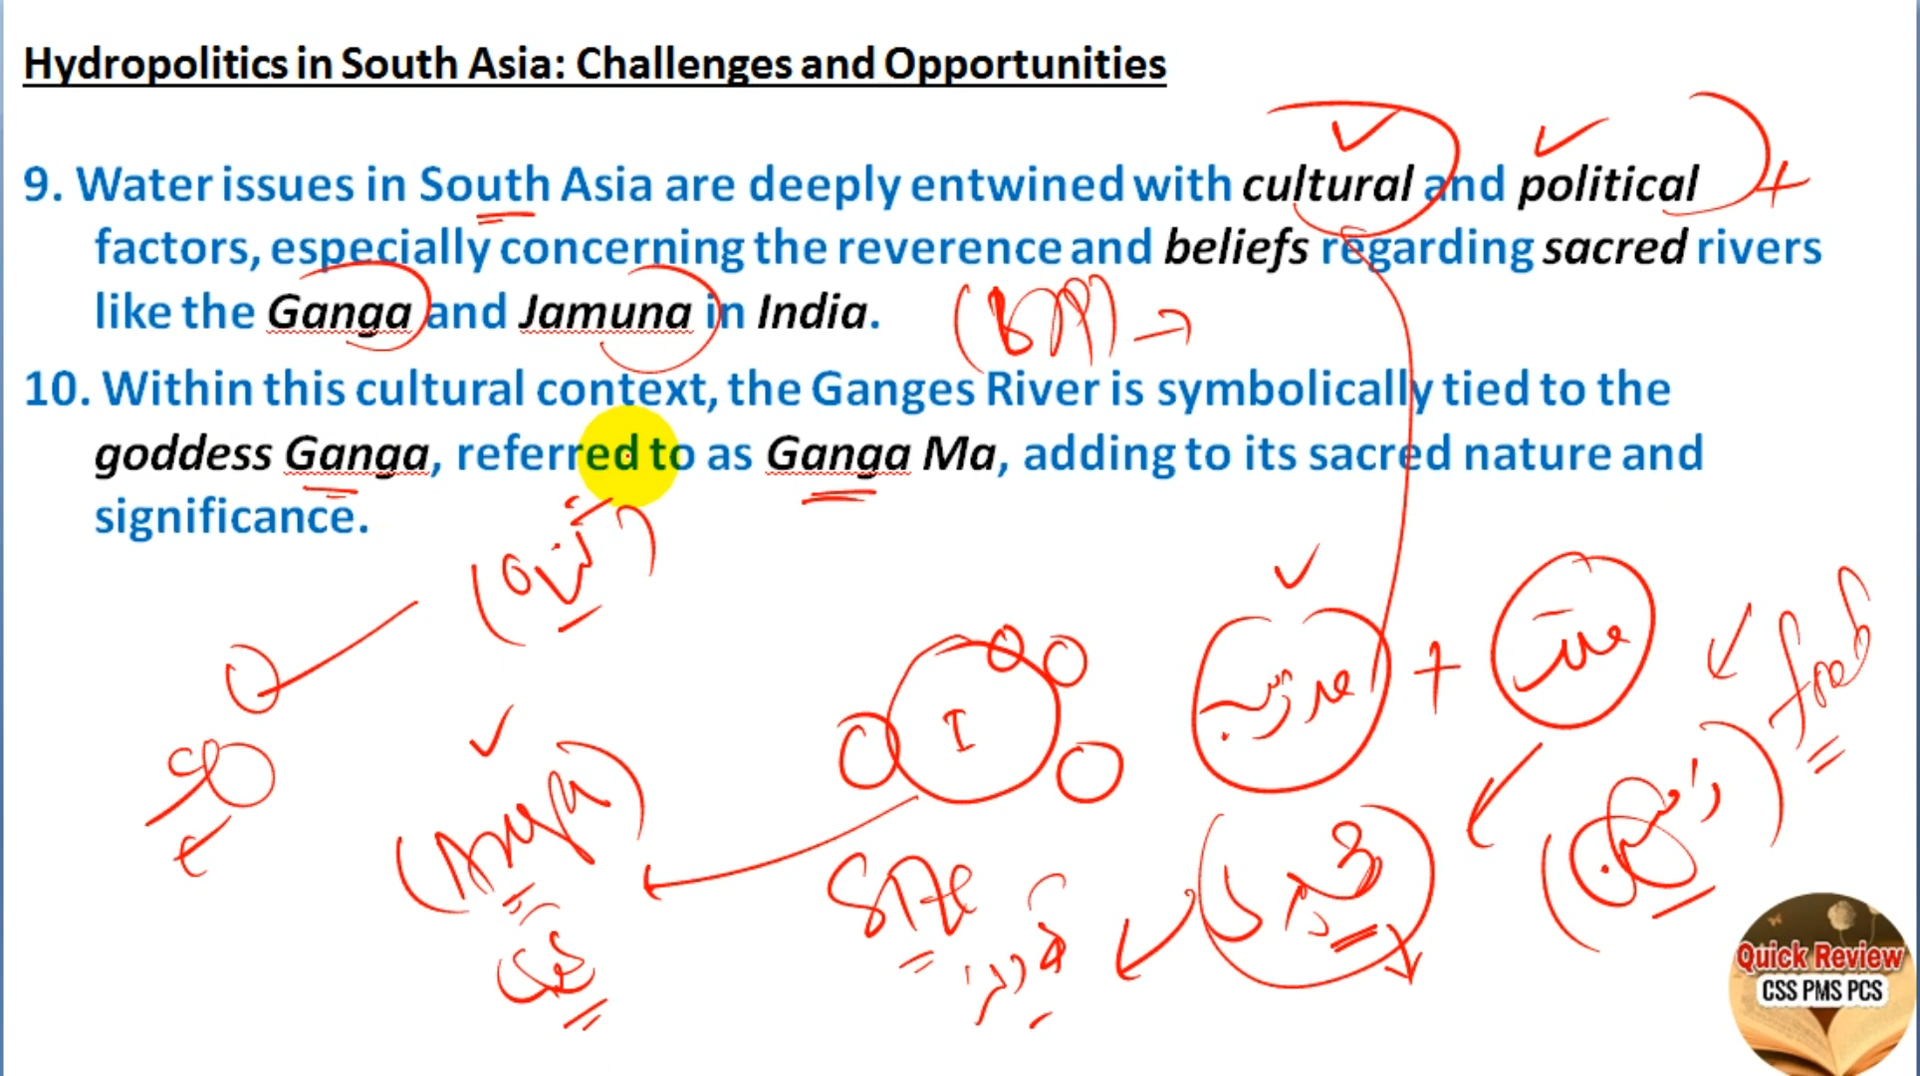 Hydropolitics in South Asia: Challenges and Opportunities
9. Water issues in South Asia are deeply entwined with cultural and political
factors, especially concerning the reverence and beliefs regarding sacred rivers
like the Ganga and Jamuna in India.
10. Within this cultural context, the Ganges River is symbolically tied to the
goddess Ganga, referred to as Ganga Ma, adding to its sacred nature and
significance.
I
Size
Quick Review
CSS PMS PCS